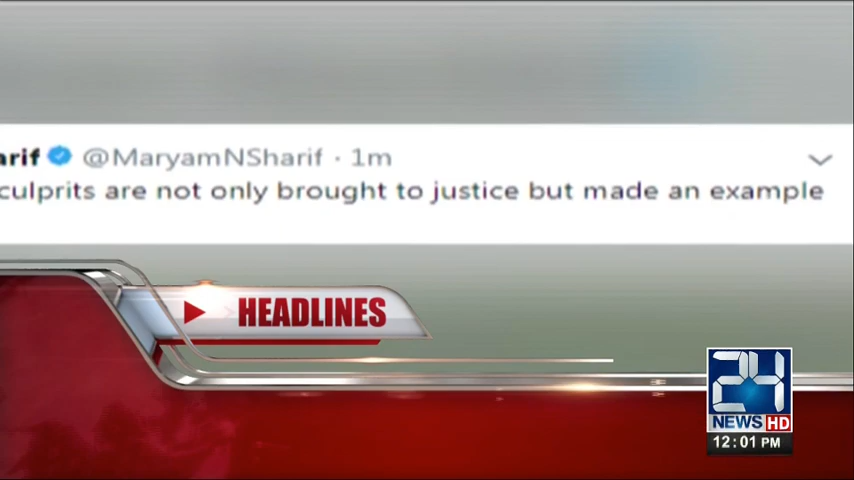 arif @MaryamNSharif · 1m
culprits are not only brought to justice but made an example
HEADLINES
24
NEWS HD
12:01 PM